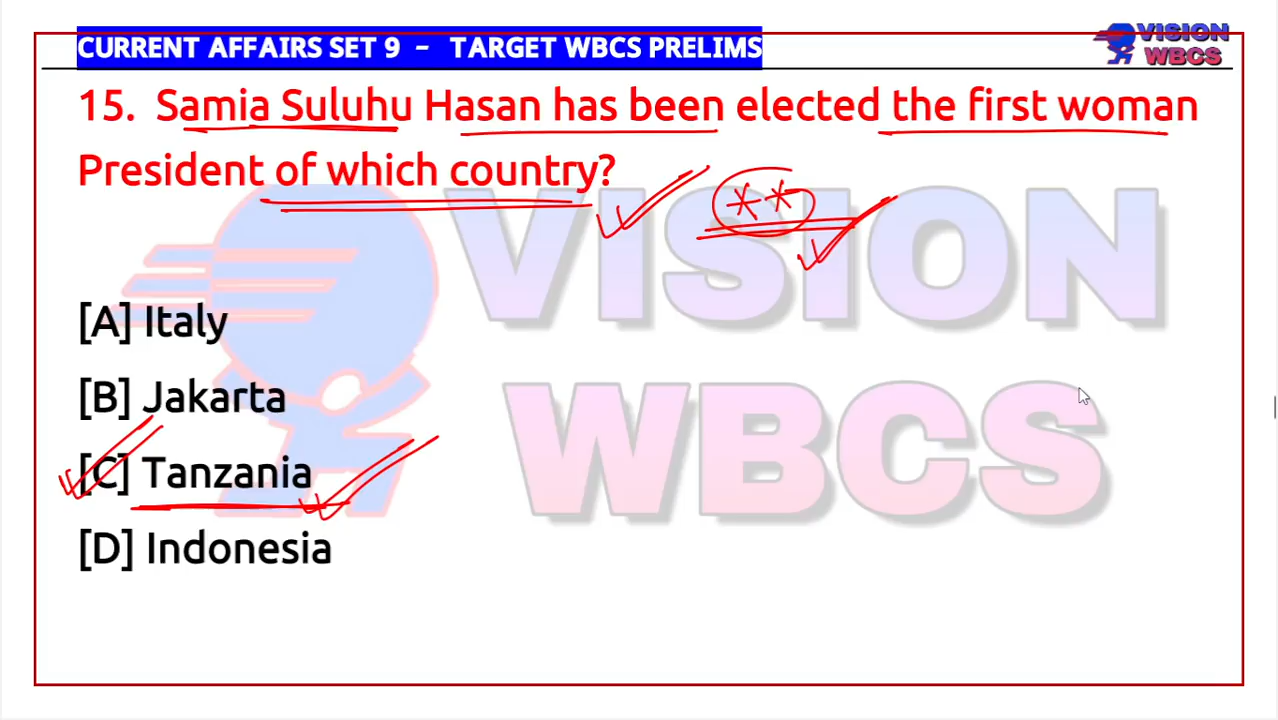 CURRENT AFFAIRS SET 9 - TARGET WBCS PRELIMS
VISION
WBCS
15. Samia Suluhu Hasan has been elected the first woman
President of which country?
**
VISION
WBCS
[A] Italy
[B] Jakarta
[C] Tanzania
[D] Indonesia